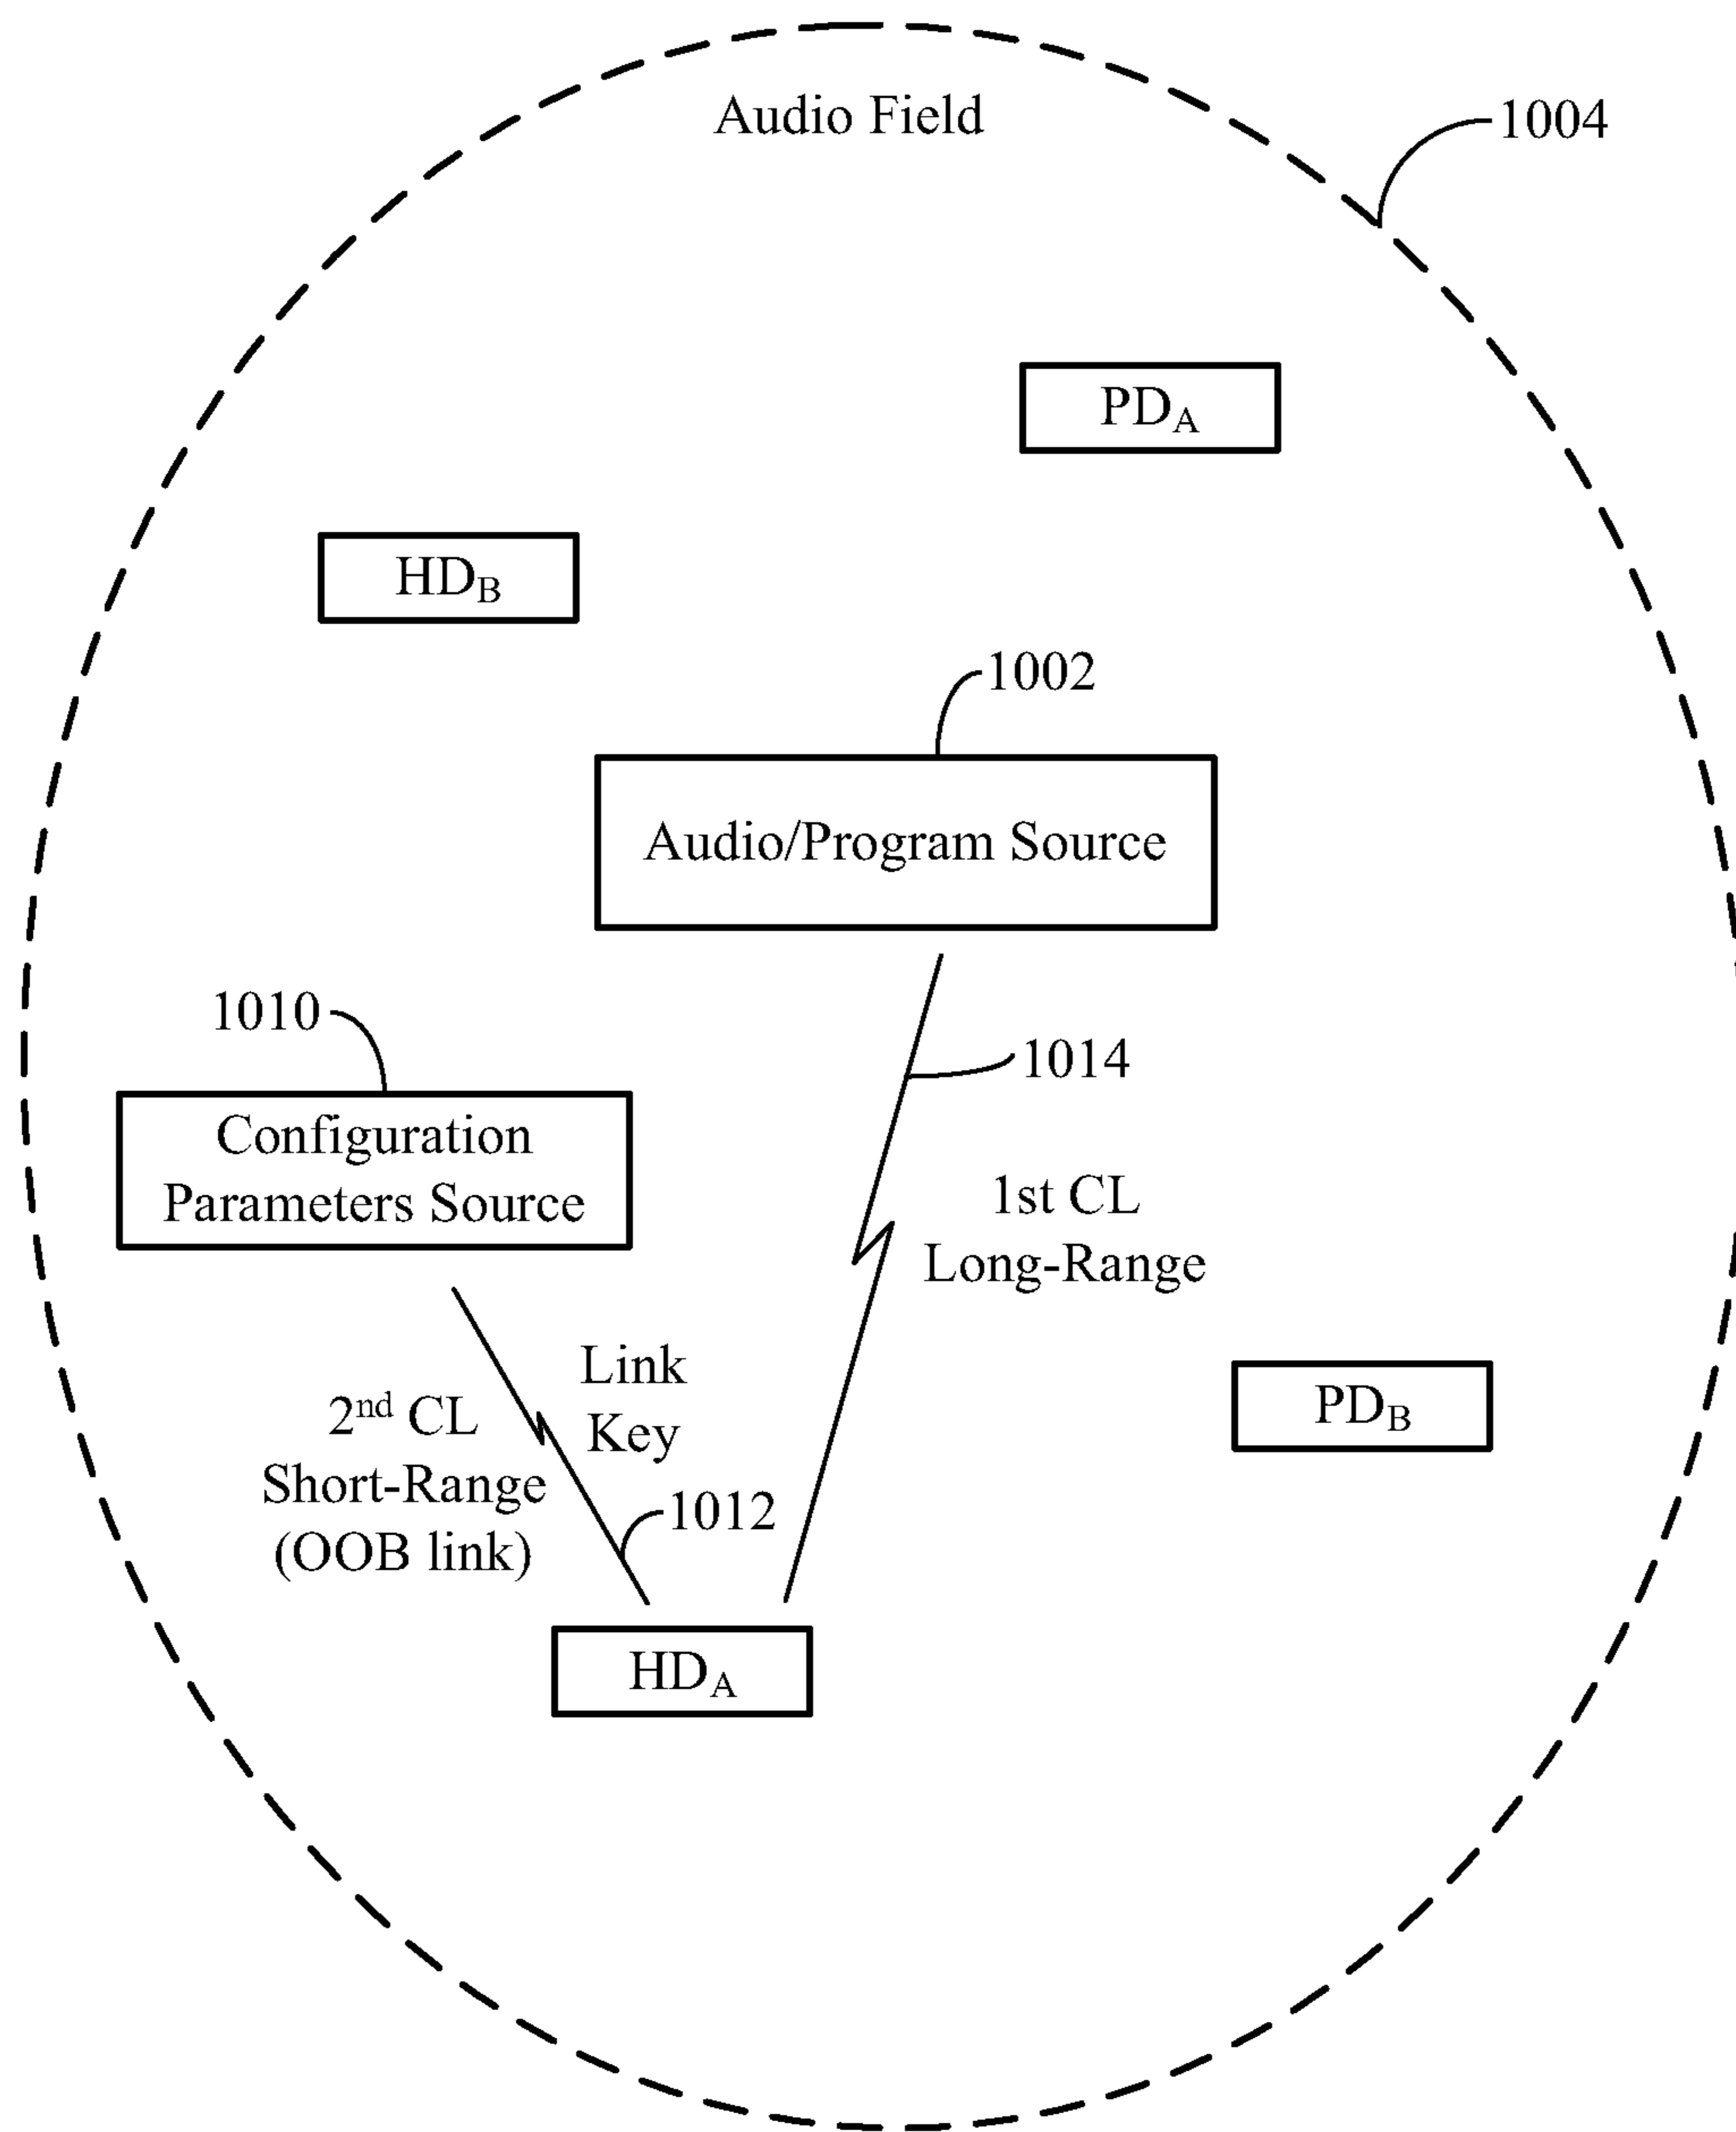 Audio Field
1004
PDA
HDB
1002
Audio/Program Source
1010
1014
Configuration
Parameters Source
1st CL
Long-Range
Link
Key
2nd CL
Short-Range
(OOB link)
PDB
1012
HDA